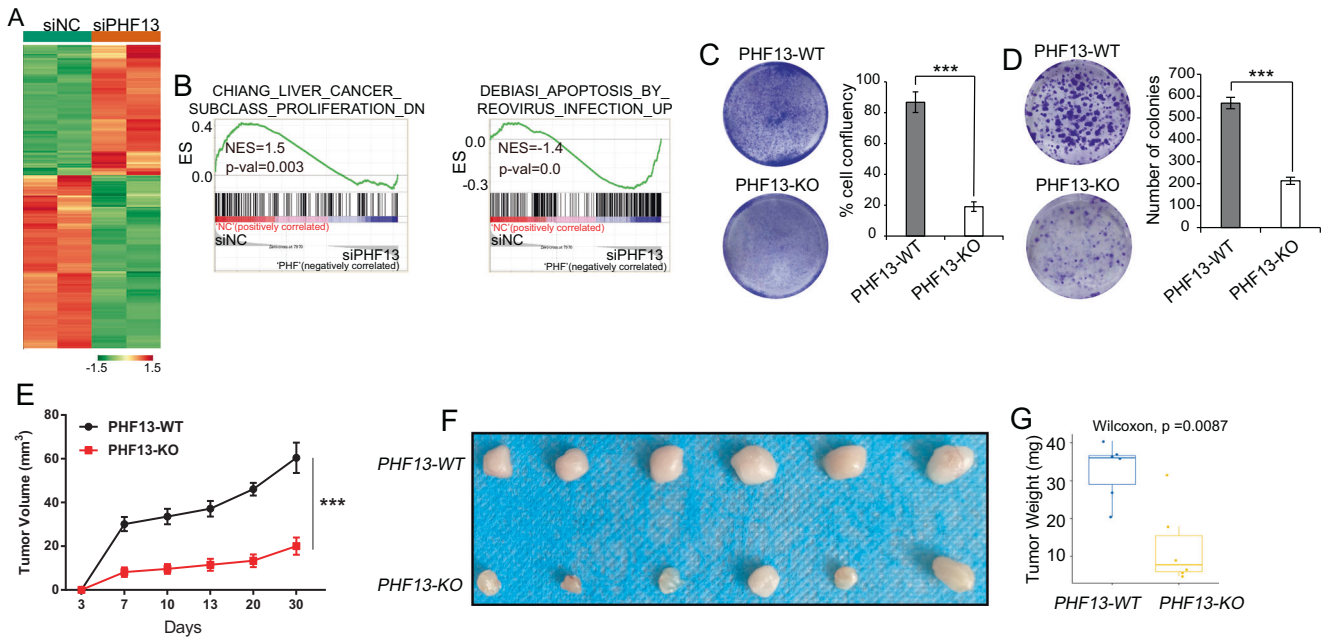 A
siNC siPHF13
-1.5 1.5
B
CHIANG_LIVER_CANCER_
SUBCLASS_PROLIFERATION_DN
ES
0.4
0.0
NES=1.5
p-val=0.003
'NC'(positively correlated)
siNC
siPHF13
'PHF'(negatively correlated)
DEBIASI_APOPTOSIS_BY_
REOVIRUS_INFECTION_UP
ES
0.0
-0.3
NES=-1.4
p-val=0.0
'NC'(positively correlated)
siNC
siPHF13
'PHF'(negatively correlated)
C
PHF13-WT
PHF13-KO
% cell confluency
100
80
60
40
20
0
***
PHF13-WT
PHF13-KO
D
PHF13-WT
PHF13-KO
Number of colonies
700
600
500
400
300
200
100
0
***
PHF13-WT
PHF13-KO
E
Tumor Volume (mm³)
80
60
40
20
0
PHF13-WT
PHF13-KO
***
3 7 10 13 20 30
Days
F
PHF13-WT
PHF13-KO
G
Wilcoxon, p =0.0087
Tumor Weight (mg)
40
30
20
10
PHF13-WT PHF13-KO